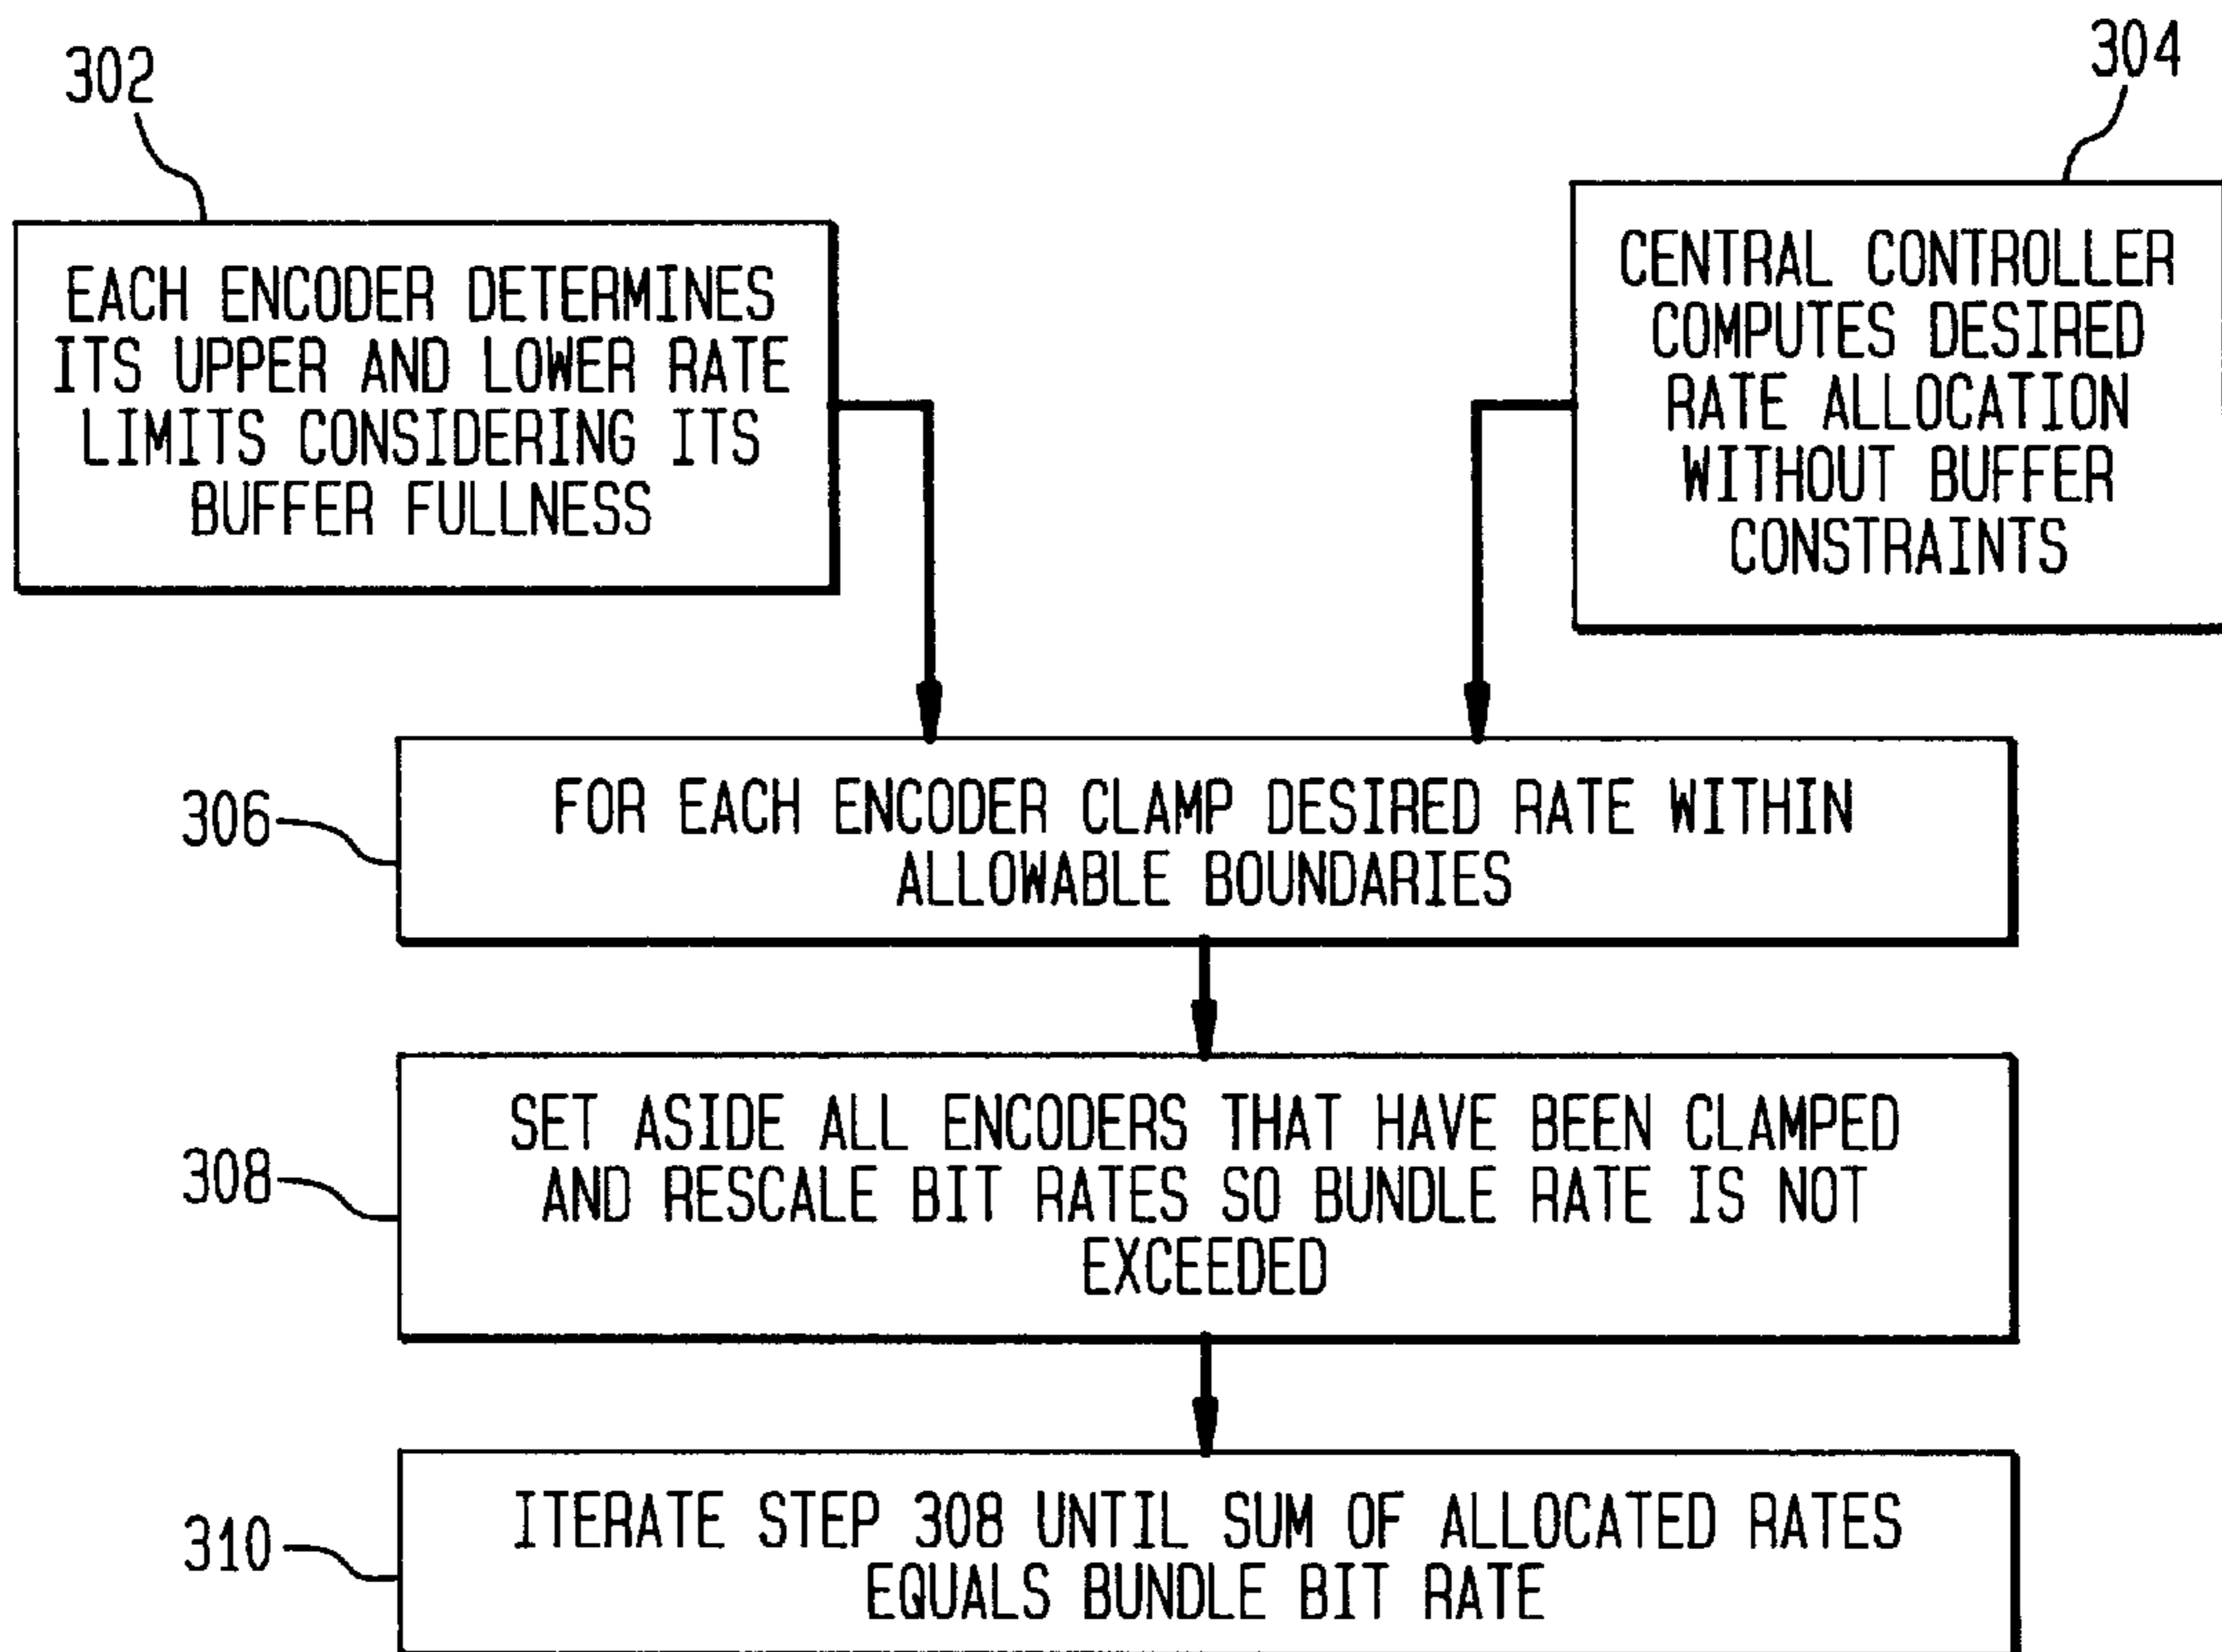 302
304
EACH ENCODER DETERMINES
ITS UPPER AND LOWER RATE
LIMITS CONSIDERING ITS
BUFFER FULLNESS
CENTRAL CONTROLLER
COMPUTES DESIRED
RATE ALLOCATION
WITHOUT BUFFER
CONSTRAINTS
306
FOR EACH ENCODER CLAMP DESIRED RATE WITHIN
ALLOWABLE BOUNDARIES
308
SET ASIDE ALL ENCODERS THAT HAVE BEEN CLAMPED
AND RESCALE BIT RATES SO BUNDLE RATE IS NOT
EXCEEDED
310
ITERATE STEP 308 UNTIL SUM OF ALLOCATED RATES
EQUALS BUNDLE BIT RATE